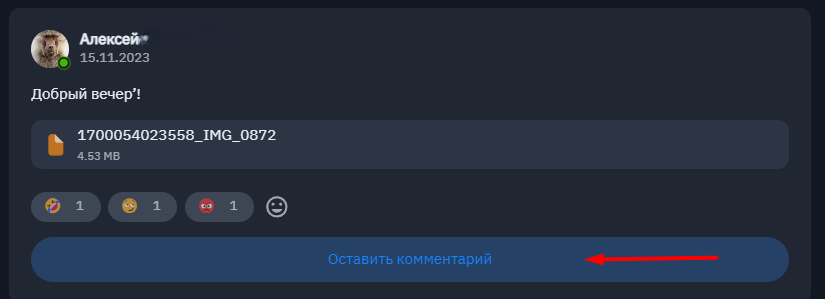 Алексей
15.11.2023
Добрый вечер’!
1700054023558_IMG_0872
4.53 MB
1 1 1
Оставить комментарий